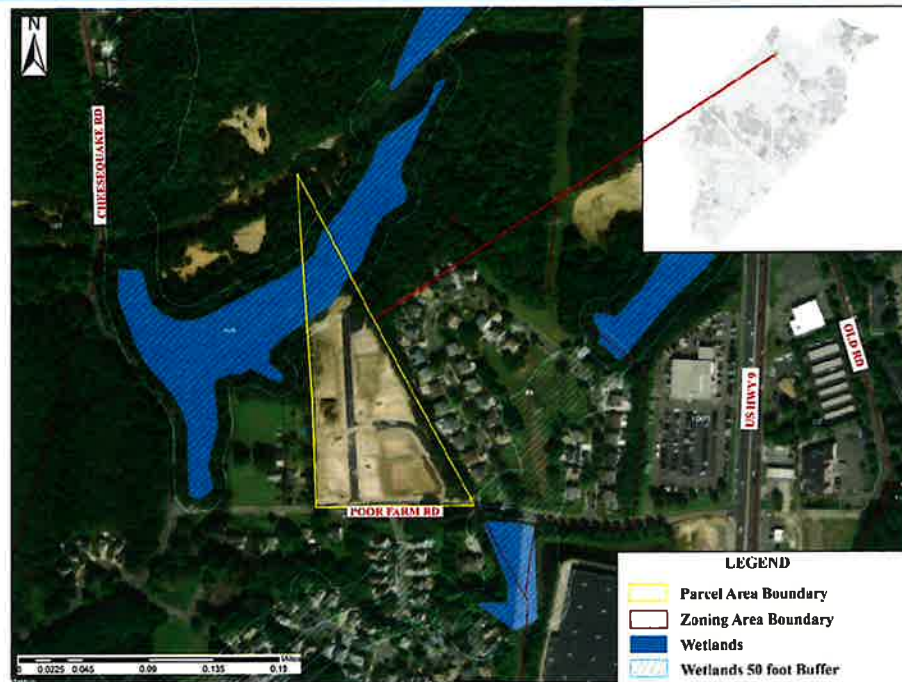 N
CHEESEQUAKE RD
US HWY 9
OLD RD
POOR FARM RD
LEGEND
Parcel Area Boundary
Zoning Area Boundary
Wetlands
Wetlands 50 foot Buffer
0 0.0225 0.045 0.09 0.135 0.18